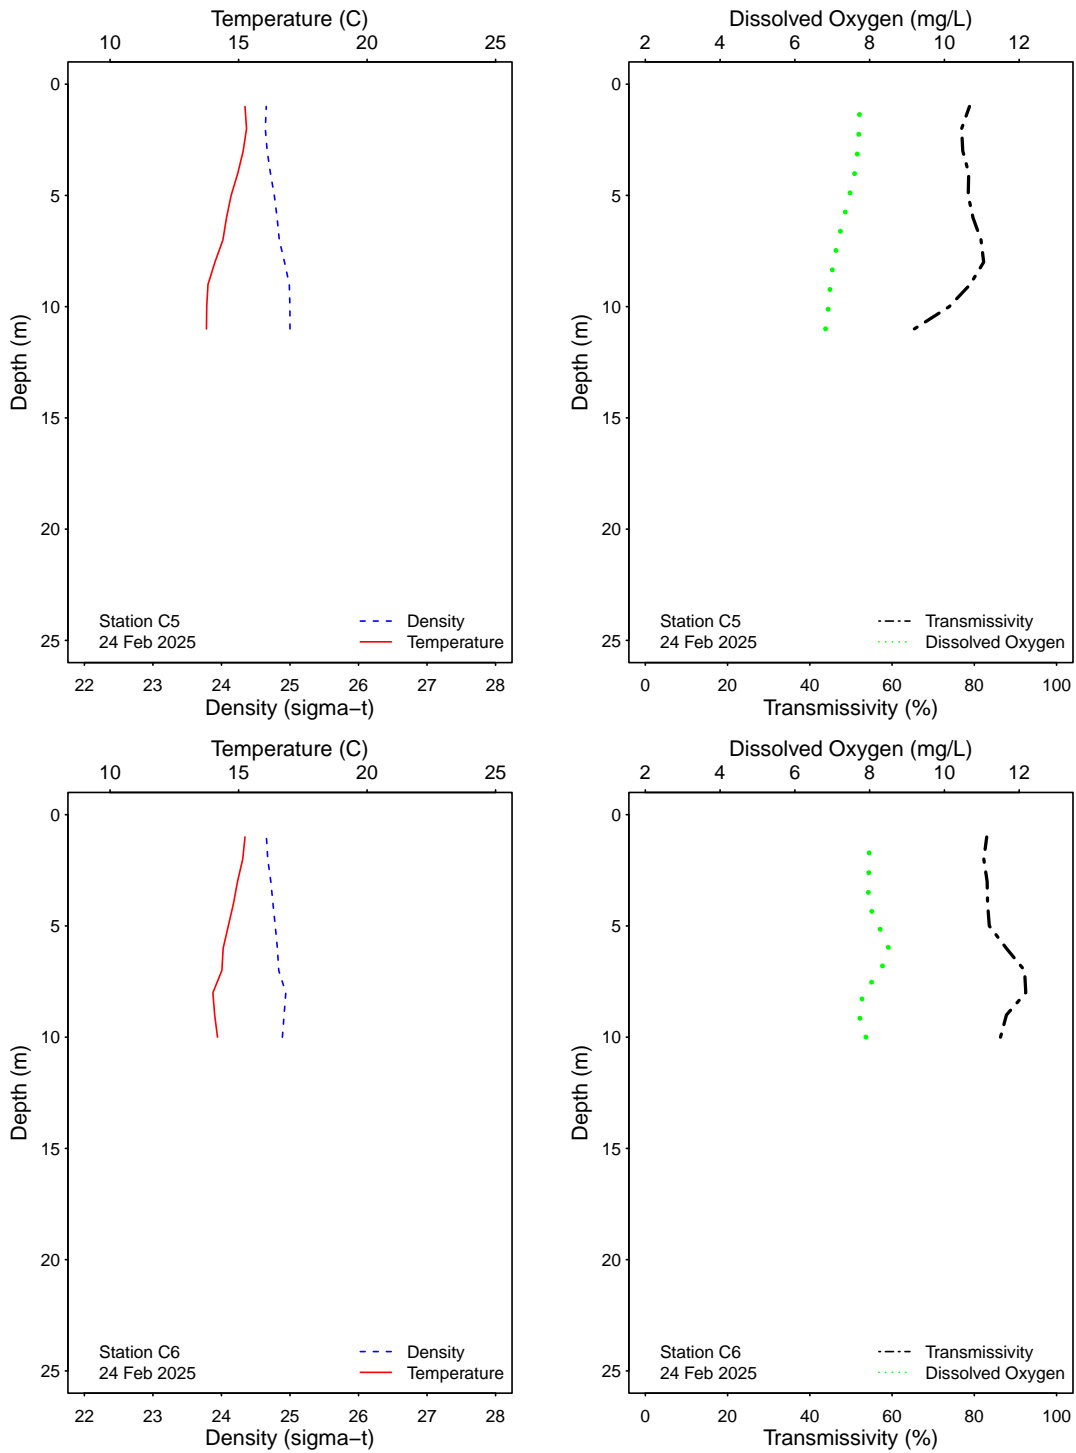 Temperature (C)
10 15 20 25
0
5
10
15
20
25
Depth (m)
Station C5
24 Feb 2025
Density
Temperature
22 23 24 25 26 27 28
Density (sigma−t)
Dissolved Oxygen (mg/L)
2 4 6 8 10 12
0
5
10
15
20
25
Depth (m)
Station C5
24 Feb 2025
Transmissivity
Dissolved Oxygen
0 20 40 60 80 100
Transmissivity (%)
Temperature (C)
10 15 20 25
0
5
10
15
20
25
Depth (m)
Station C6
24 Feb 2025
Density
Temperature
22 23 24 25 26 27 28
Density (sigma−t)
Dissolved Oxygen (mg/L)
2 4 6 8 10 12
0
5
10
15
20
25
Depth (m)
Station C6
24 Feb 2025
Transmissivity
Dissolved Oxygen
0 20 40 60 80 100
Transmissivity (%)